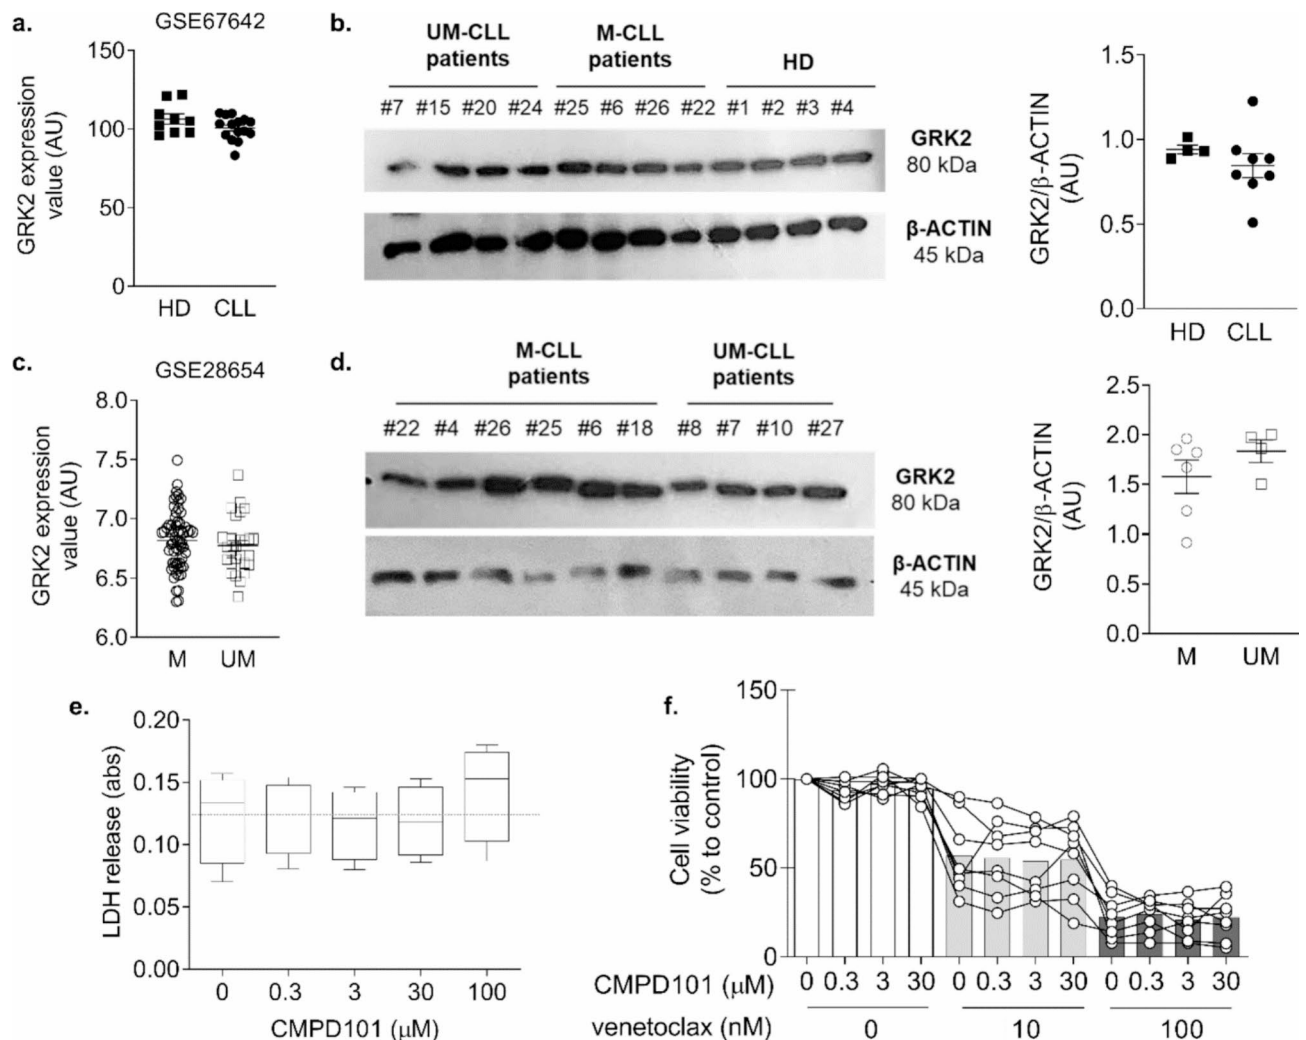 a. GSE67642
150
100
50
0
GRK2 expression
value (AU)
HD CLL
b.
UM-CLL
patients
M-CLL
patients
HD
#7 #15 #20 #24 #25 #6 #26 #22 #1 #2 #3 #4
GRK2
80 kDa
β-ACTIN
45 kDa
1.5
1.0
0.5
0.0
GRK2/β-ACTIN
(AU)
HD CLL
c. GSE28654
8.0
7.5
7.0
6.5
6.0
GRK2 expression
value (AU)
M UM
d.
M-CLL
patients
UM-CLL
patients
#22 #4 #26 #25 #6 #18 #8 #7 #10 #27
GRK2
80 kDa
β-ACTIN
45 kDa
2.5
2.0
1.5
1.0
0.5
0.0
GRK2/β-ACTIN
(AU)
M UM
e.
0.20
0.15
0.10
0.05
0.00
LDH release (abs)
0 0.3 3 30 100
CMPD101 (μM)
f.
150
100
50
0
Cell viability
(% to control)
CMPD101 (μM) 0 0.3 3 30 0 0.3 3 30 0 0.3 3 30
venetoclax (nM) 0 10 100